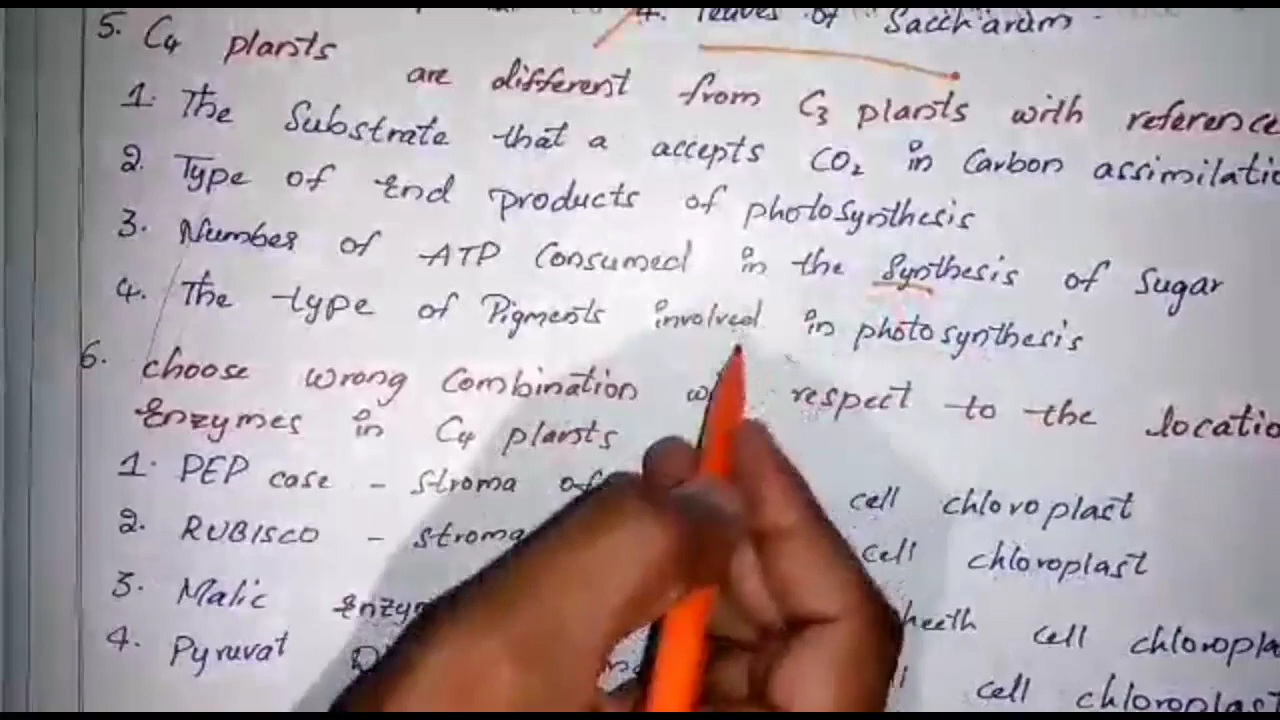 4. leaves of Saccharum
5. C4 plants are different from C3 plants with reference
1. The Substrate that a accepts CO2 in Carbon assimilatio
2. Type of End products of photosynthesis
3. Number of ATP Consumed in the Synthesis of Sugar
4. The type of Pigments involved in photosynthesis
6. choose wrong Combination respect to the locatio
Enzymes in C4 plants
1. PEP case - stroma of cell chloroplast
2. RUBISCO - stroma cell chloroplast
3. Malic Enzy heeth cell chloropla
4. Pyruvat cell chloroplast